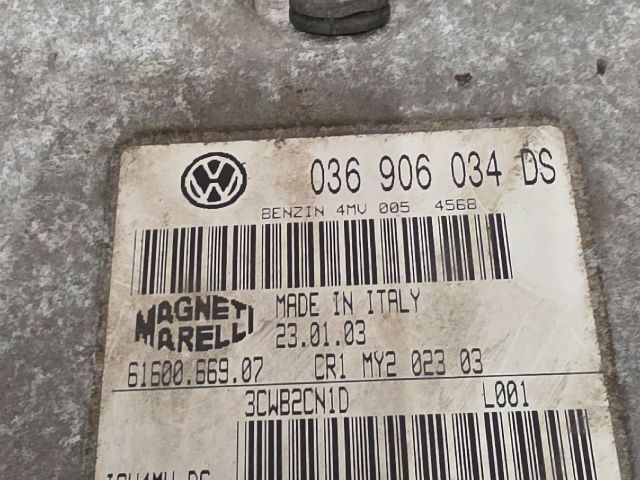 036 906 034 DS
BENZIN 4MV 005 4568
MAGNETI MARELLI
MADE IN ITALY
23.01.03
61600.669.07 CR1 MY2 023 03
3CWB2CN1D L001